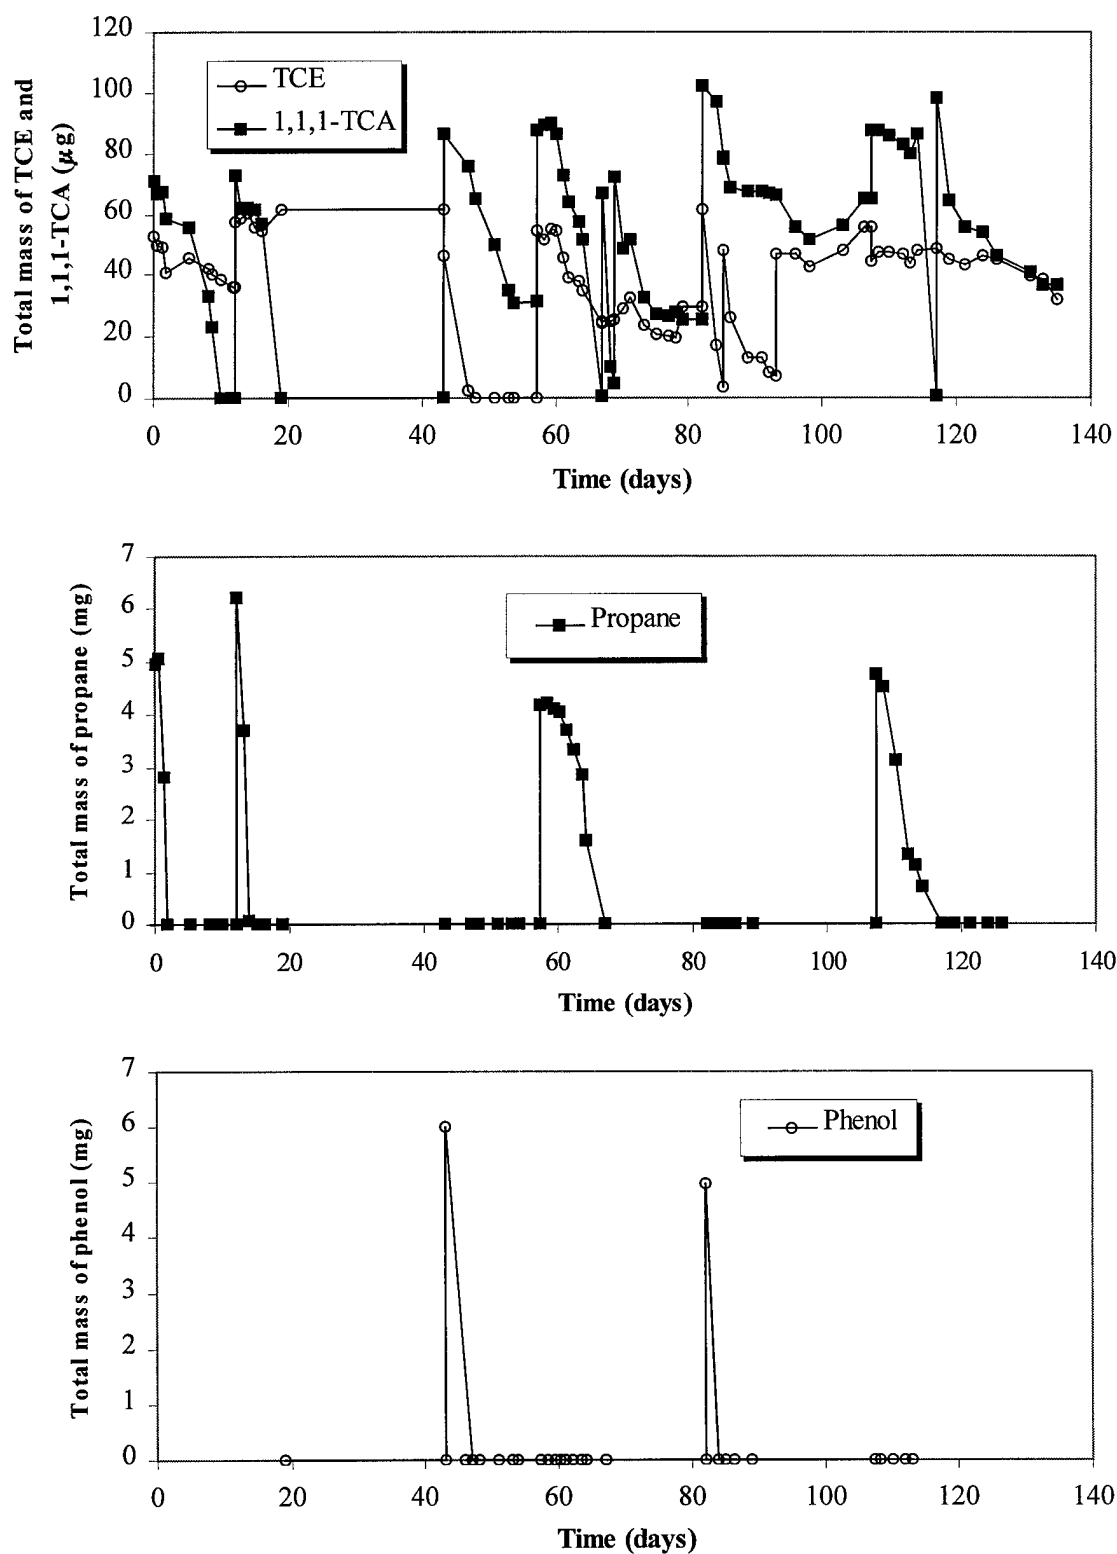 120
100
80
60
40
20
0
Total mass of TCE and
1,1,1-TCA (µg)
TCE
1,1,1-TCA
0 20 40 60 80 100 120 140
Time (days)
7
6
5
4
3
2
1
0
Total mass of propane (mg)
Propane
0 20 40 60 80 100 120 140
Time (days)
7
6
5
4
3
2
1
0
Total mass of phenol (mg)
Phenol
0 20 40 60 80 100 120 140
Time (days)